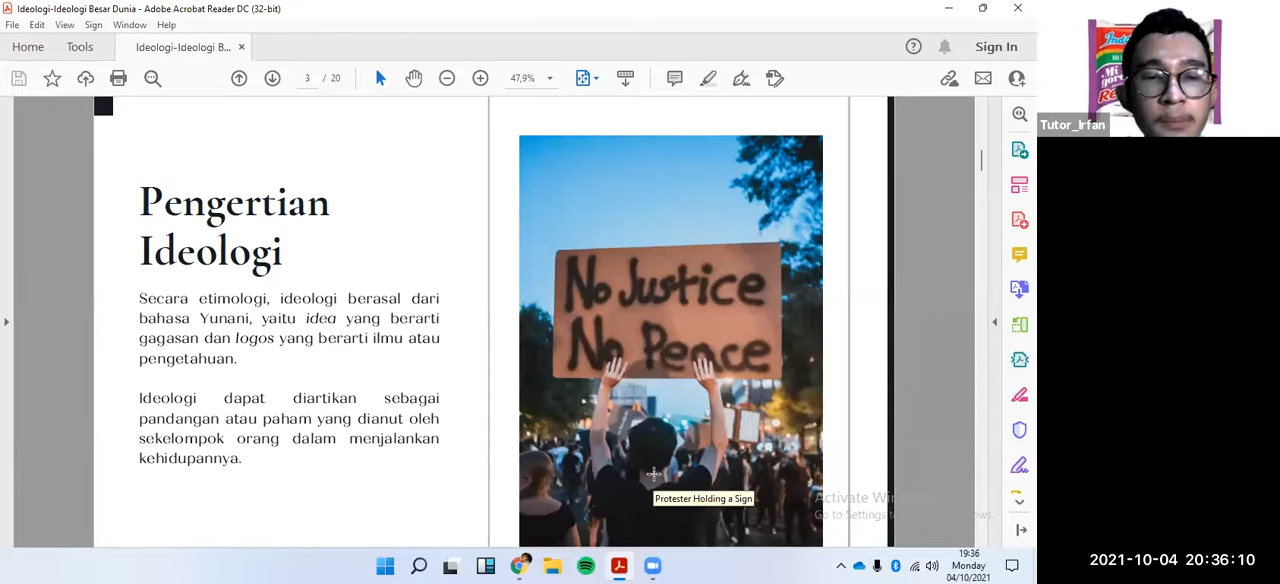 Ideologi-Ideologi Besar Dunia - Adobe Acrobat Reader DC (32-bit)
File Edit View Sign Window Help
Home Tools Ideologi-Ideologi B... × Sign In
3 / 20 47,9%
Pengertian
Ideologi
Secara etimologi, ideologi berasal dari
bahasa Yunani, yaitu idea yang berarti
gagasan dan logos yang berarti ilmu atau
pengetahuan.
Ideologi dapat diartikan sebagai
pandangan atau paham yang dianut oleh
sekelompok orang dalam menjalankan
kehidupannya.
No Justice
No Peace
Protester Holding a Sign
Activate Win
Go to Settings t ows.
Tutor_Irfan
19:36
Monday
04/10/2021
2021-10-04 20:36:10